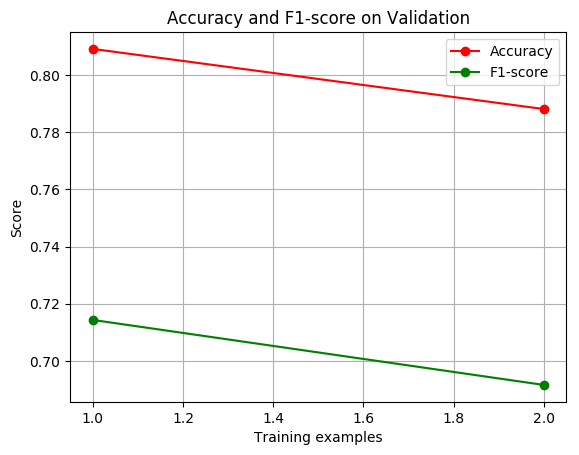 Accuracy and F1-score on Validation
Accuracy
F1-score
0.80
0.78
0.76
0.74
0.72
0.70
Score
1.0 1.2 1.4 1.6 1.8 2.0
Training examples